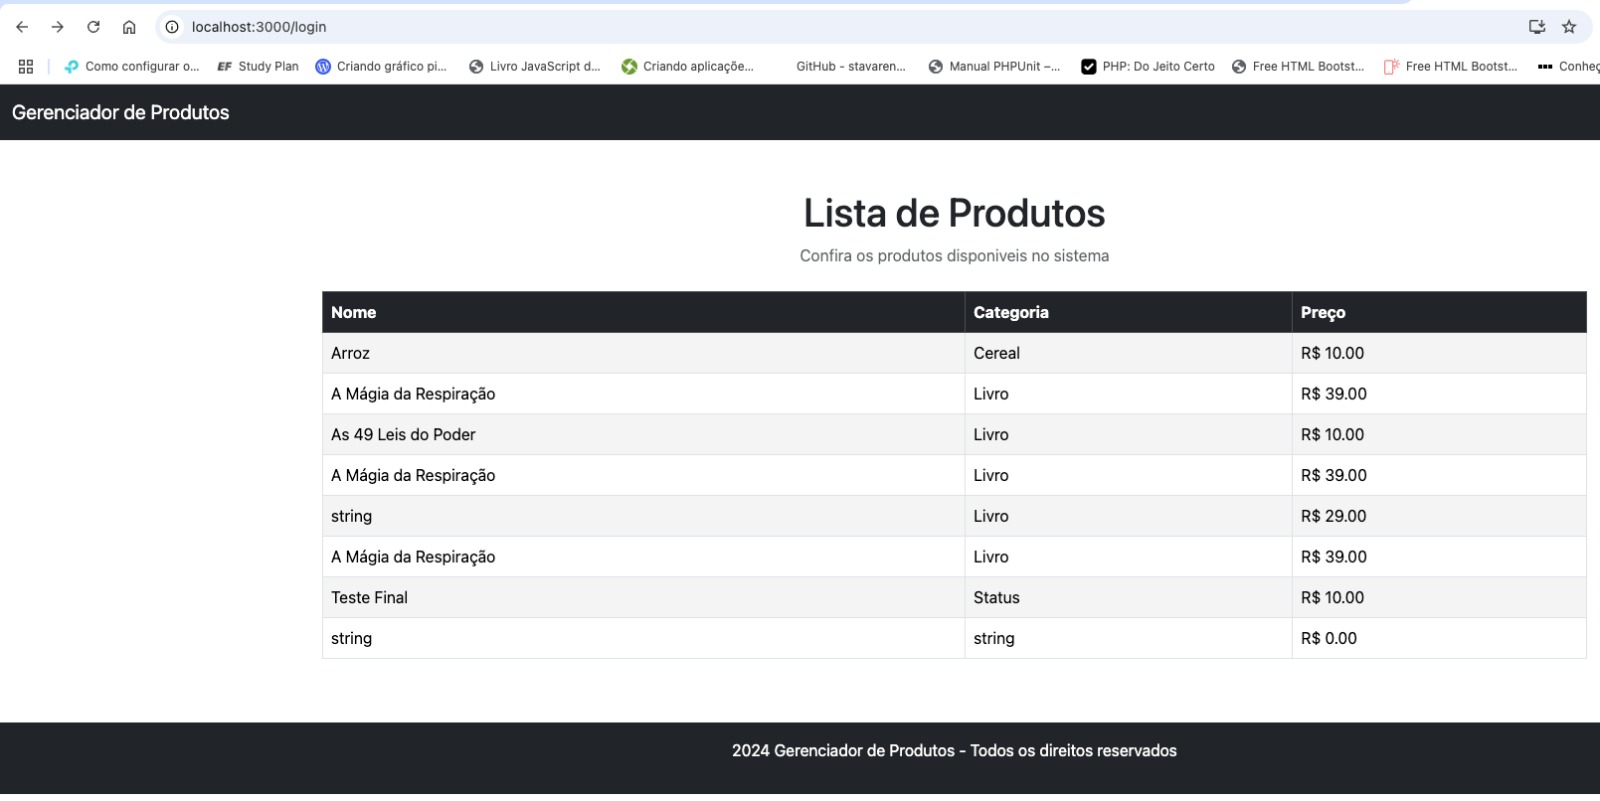 localhost:3000/login
Como configurar o... EF Study Plan Criando gráfico pi... Livro JavaScript d... Criando aplicaçõe... GitHub - stavaren... Manual PHPUnit –... PHP: Do Jeito Certo Free HTML Bootst... Free HTML Bootst... Conheç
Gerenciador de Produtos
Lista de Produtos
Confira os produtos disponiveis no sistema
Nome Categoria Preço
Arroz Cereal R$ 10.00
A Mágia da Respiração Livro R$ 39.00
As 49 Leis do Poder Livro R$ 10.00
A Mágia da Respiração Livro R$ 39.00
string Livro R$ 29.00
A Mágia da Respiração Livro R$ 39.00
Teste Final Status R$ 10.00
string string R$ 0.00
2024 Gerenciador de Produtos - Todos os direitos reservados